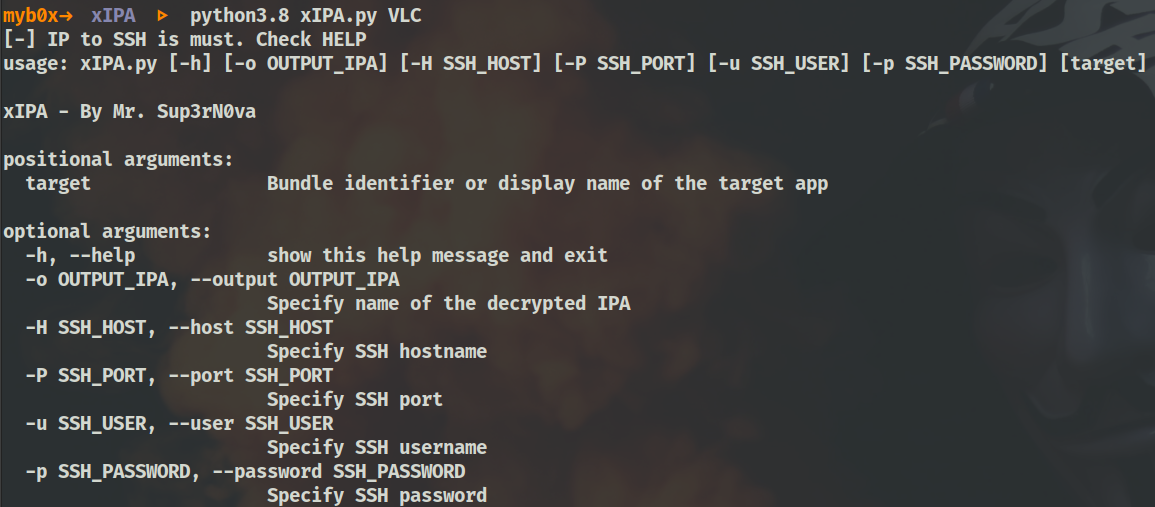 myb0x→ xIPA ▷ python3.8 xIPA.py VLC
[-] IP to SSH is must. Check HELP
usage: xIPA.py [-h] [-o OUTPUT_IPA] [-H SSH_HOST] [-P SSH_PORT] [-u SSH_USER] [-p SSH_PASSWORD] [target]
xIPA - By Mr. Sup3rN0va
positional arguments:
target Bundle identifier or display name of the target app
optional arguments:
-h, --help show this help message and exit
-o OUTPUT_IPA, --output OUTPUT_IPA
Specify name of the decrypted IPA
-H SSH_HOST, --host SSH_HOST
Specify SSH hostname
-P SSH_PORT, --port SSH_PORT
Specify SSH port
-u SSH_USER, --user SSH_USER
Specify SSH username
-p SSH_PASSWORD, --password SSH_PASSWORD
Specify SSH password